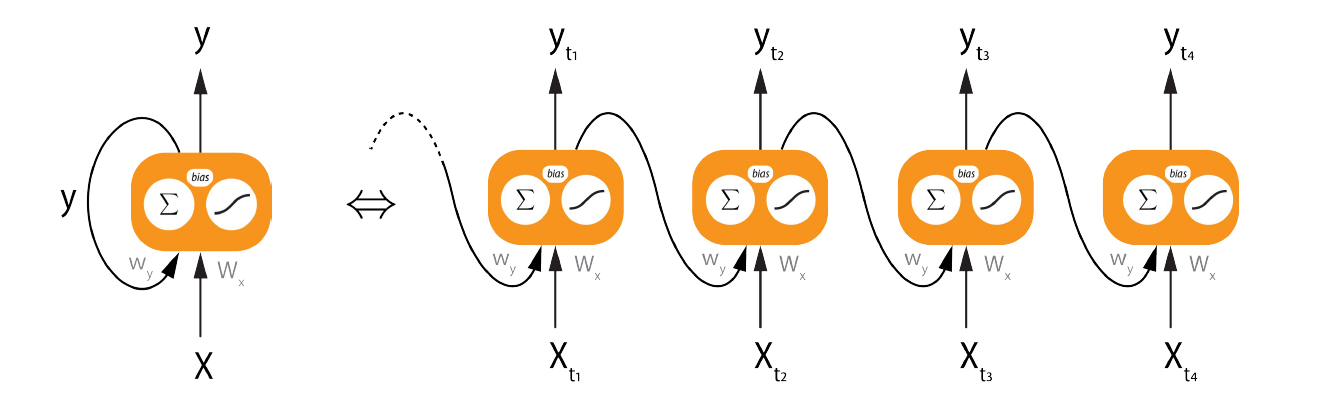 y
y_t1 y_t2 y_t3 y_t4
bias bias bias bias bias
Σ Σ Σ Σ Σ
y
⇔
w_y W_x w_y W_x w_y W_x w_y W_x w_y W_x
X
X_t1 X_t2 X_t3 X_t4